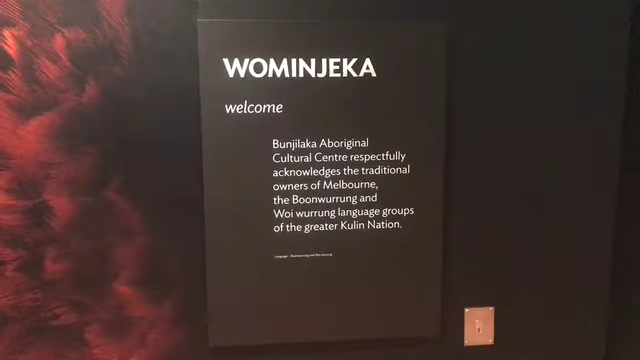 WOMINJEKA
welcome
Bunjilaka Aboriginal
Cultural Centre respectfully
acknowledges the traditional
owners of Melbourne,
the Boonwurrung and
Woi wurrung language groups
of the greater Kulin Nation.